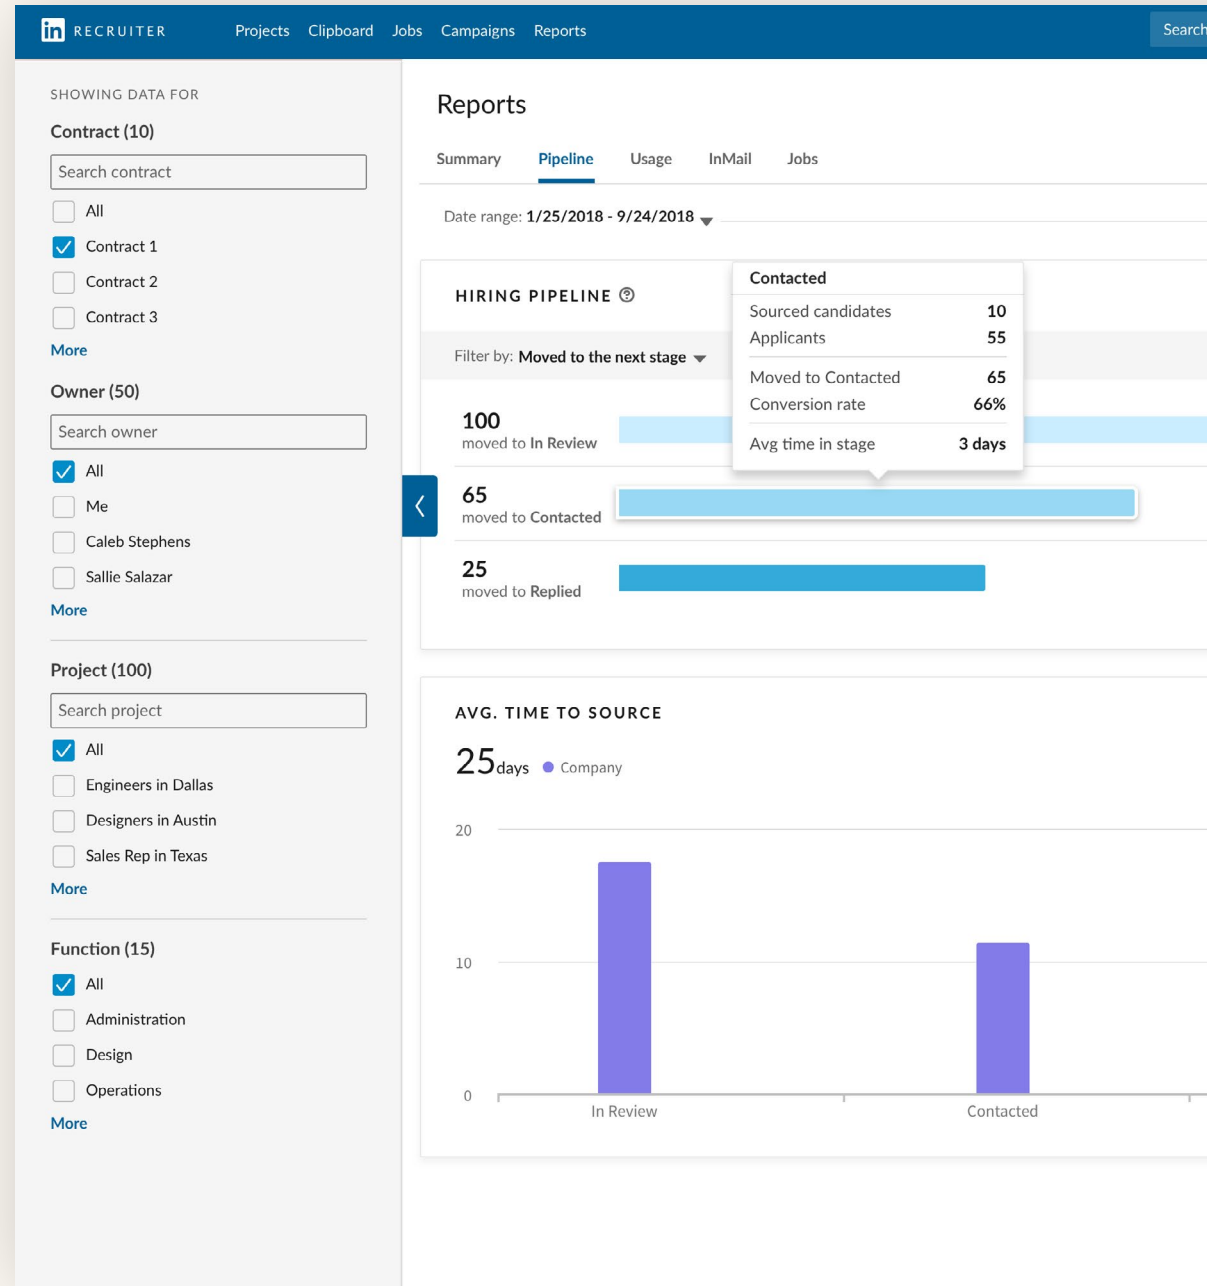 in RECRUITER Projects Clipboard Jobs Campaigns Reports Search
SHOWING DATA FOR
Contract (10)
Search contract
All
Contract 1
Contract 2
Contract 3
More
Owner (50)
Search owner
All
Me
Caleb Stephens
Sallie Salazar
More
Project (100)
Search project
All
Engineers in Dallas
Designers in Austin
Sales Rep in Texas
More
Function (15)
All
Administration
Design
Operations
More
Reports
Summary Pipeline Usage InMail Jobs
Date range: 1/25/2018 - 9/24/2018
HIRING PIPELINE ?
Filter by: Moved to the next stage
Contacted
Sourced candidates 10
Applicants 55
Moved to Contacted 65
Conversion rate 66%
Avg time in stage 3 days
100
moved to In Review
65
moved to Contacted
25
moved to Replied
AVG. TIME TO SOURCE
25days Company
20
10
0
In Review Contacted